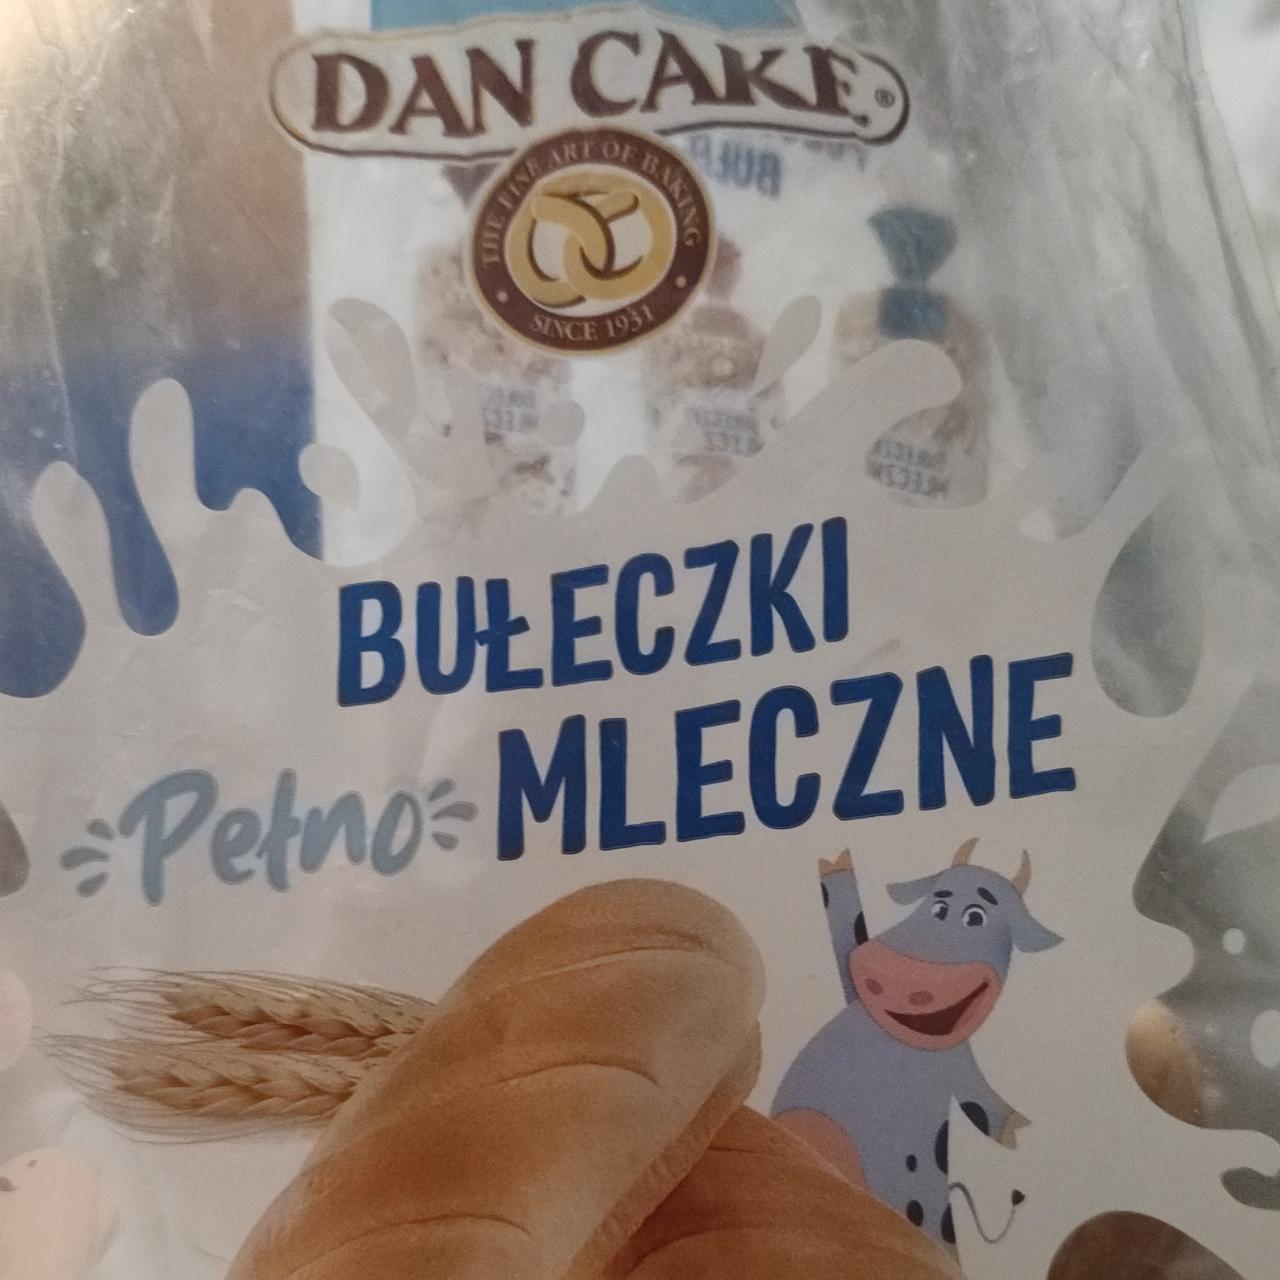 DAN CAKE®
THE FINE ART OF BAKING
SINCE 1931
BUŁECZKI
Pełno MLECZNE